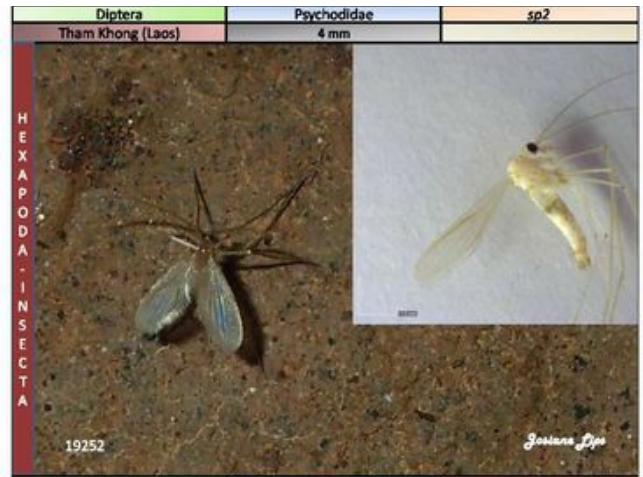 Diptera
Psychodidae
sp2
Tham Khong (Laos)
4 mm
HEXAPODA-INSECTA
19252
Josiane Lips